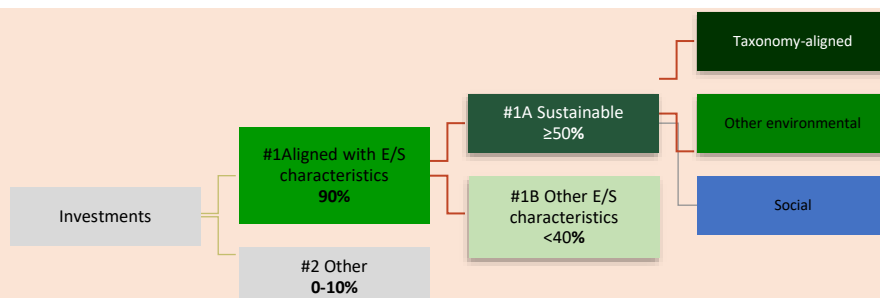 Taxonomy-aligned
#1A Sustainable
≥50%
Other environmental
#1Aligned with E/S
characteristics
90%
#1B Other E/S
characteristics
<40%
Social
Investments
#2 Other
0-10%